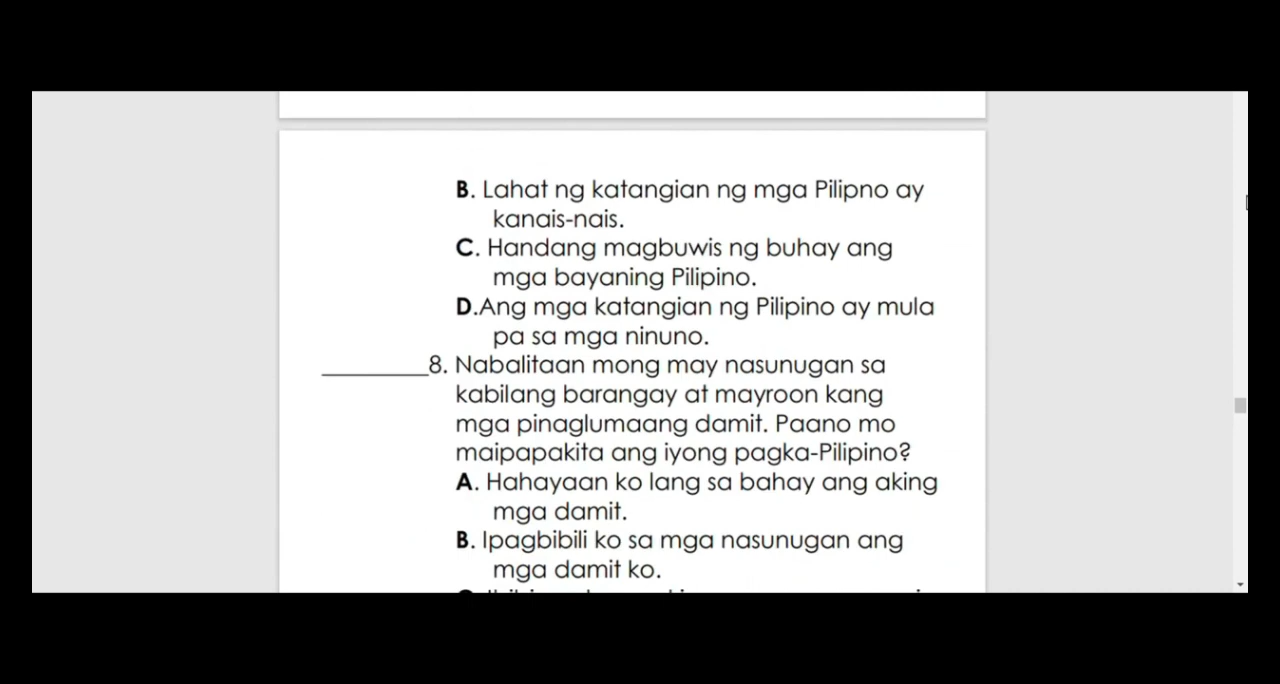 B. Lahat ng katangian ng mga Pilipno ay
kanais-nais.
C. Handang magbuwis ng buhay ang
mga bayaning Pilipino.
D.Ang mga katangian ng Pilipino ay mula
pa sa mga ninuno.
________8. Nabalitaan mong may nasunugan sa
kabilang barangay at mayroon kang
mga pinaglumaang damit. Paano mo
maipapakita ang iyong pagka-Pilipino?
A. Hahayaan ko lang sa bahay ang aking
mga damit.
B. Ipagbibili ko sa mga nasunugan ang
mga damit ko.